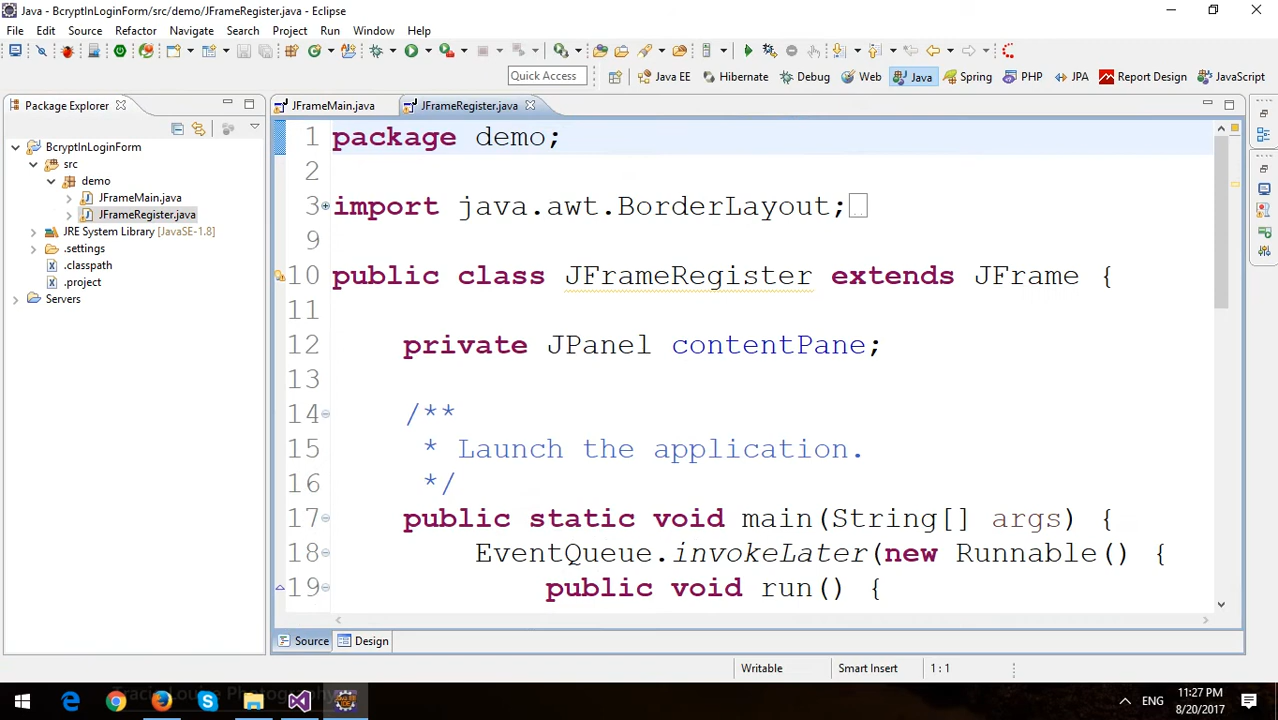 Java - BcryptInLoginForm/src/demo/JFrameRegister.java - Eclipse
File Edit Source Refactor Navigate Search Project Run Window Help
Quick Access Java EE Hibernate Debug Web Java Spring PHP JPA Report Design JavaScript
Package Explorer
JFrameMain.java JFrameRegister.java
BcryptInLoginForm
src
demo
JFrameMain.java
JFrameRegister.java
JRE System Library [JavaSE-1.8]
.settings
.classpath
.project
Servers
1 package demo;
2
3 import java.awt.BorderLayout;
9
10 public class JFrameRegister extends JFrame {
11
12 private JPanel contentPane;
13
14 /**
15 * Launch the application.
16 */
17 public static void main(String[] args) {
18 EventQueue.invokeLater(new Runnable() {
19 public void run() {
Source Design
Writable Smart Insert 1 : 1
Photography
ENG
11:27 PM
8/20/2017